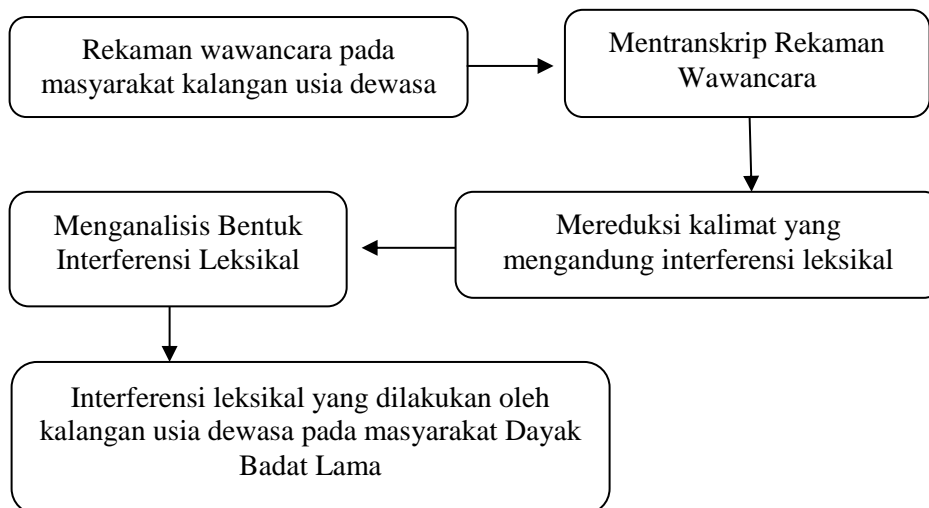 Rekaman wawancara pada
masyarakat kalangan usia dewasa
Mentranskrip Rekaman
Wawancara
Mereduksi kalimat yang
mengandung interferensi leksikal
Menganalisis Bentuk
Interferensi Leksikal
Interferensi leksikal yang dilakukan oleh
kalangan usia dewasa pada masyarakat Dayak
Badat Lama